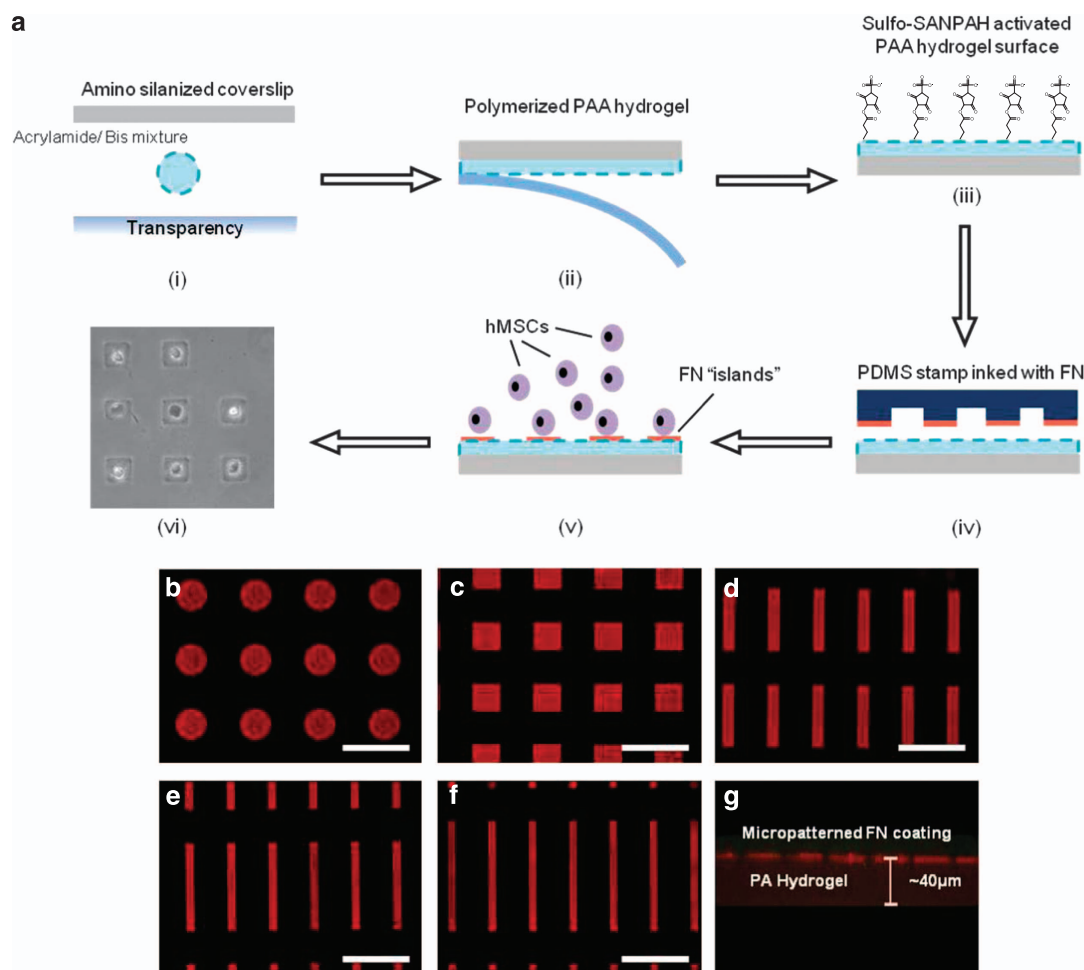 a
Sulfo-SANPAH activated
PAA hydrogel surface
Amino silanized coverslip
Acrylamide/ Bis mixture
Transparency
(i)
Polymerized PAA hydrogel
(ii)
(iii)
PDMS stamp inked with FN
(iv)
hMSCs
FN "islands"
(v)
(vi)
b
c
d
e
f
g
Micropatterned FN coating
PA Hydrogel
~40μm